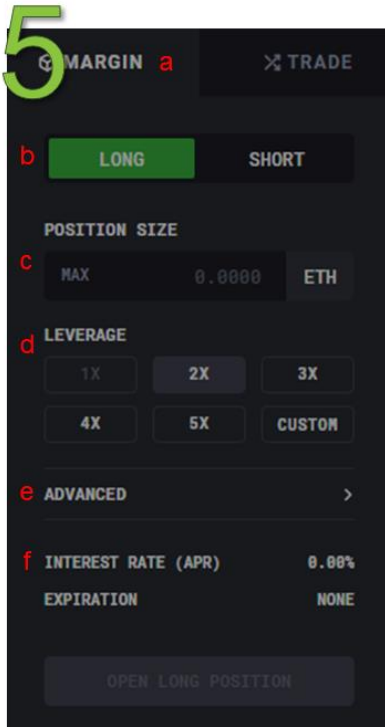 5
MARGIN a TRADE
b LONG SHORT
POSITION SIZE
c MAX 0.0000 ETH
d LEVERAGE
1X 2X 3X
4X 5X CUSTOM
e ADVANCED >
f INTEREST RATE (APR) 0.00%
EXPIRATION NONE
OPEN LONG POSITION